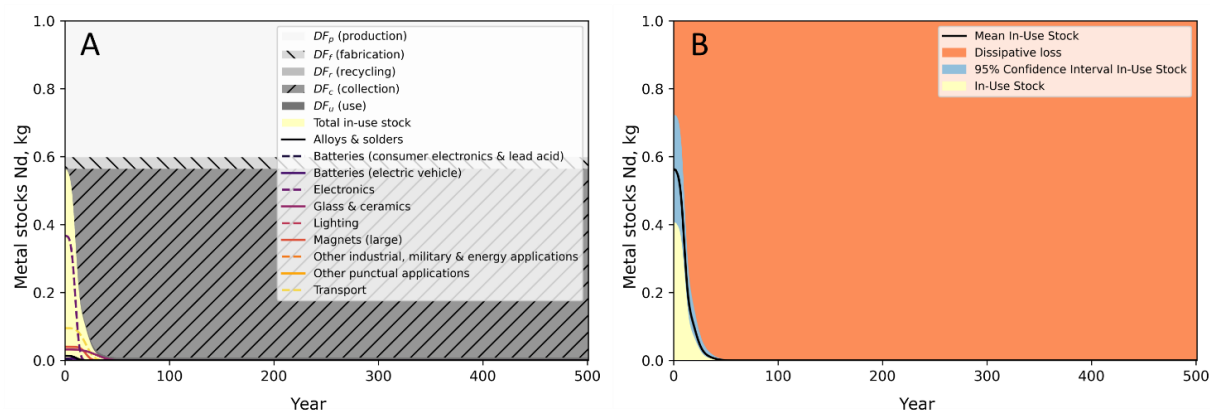 A
Metal stocks Nd, kg
1.0
0.8
0.6
0.4
0.2
0.0
DFp (production)
DFf (fabrication)
DFr (recycling)
DFc (collection)
DFu (use)
Total in-use stock
Alloys & solders
Batteries (consumer electronics & lead acid)
Batteries (electric vehicle)
Electronics
Glass & ceramics
Lighting
Magnets (large)
Other industrial, military & energy applications
Other punctual applications
Transport
0 100 200 300 400 500
Year
B
Metal stocks Nd, kg
1.0
0.8
0.6
0.4
0.2
0.0
Mean In-Use Stock
Dissipative loss
95% Confidence Interval In-Use Stock
In-Use Stock
0 100 200 300 400 500
Year